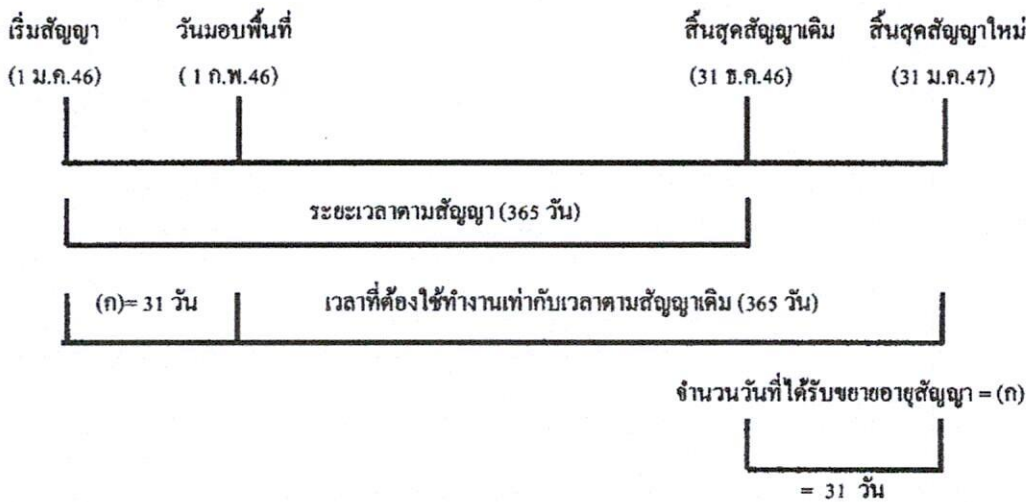 เริ่มสัญญา วันมอบพื้นที่ สิ้นสุดสัญญาเดิม สิ้นสุดสัญญาใหม่
(1 ม.ค.46) ( 1 ก.พ.46) (31 ธ.ค.46) (31 ม.ค.47)
ระยะเวลาตามสัญญา (365 วัน)
(ก)= 31 วัน เวลาที่ต้องใช้ทำงานเท่ากับเวลาตามสัญญาเดิม (365 วัน)
จำนวนวันที่ได้รับขยายอายุสัญญา = (ก)
= 31 วัน